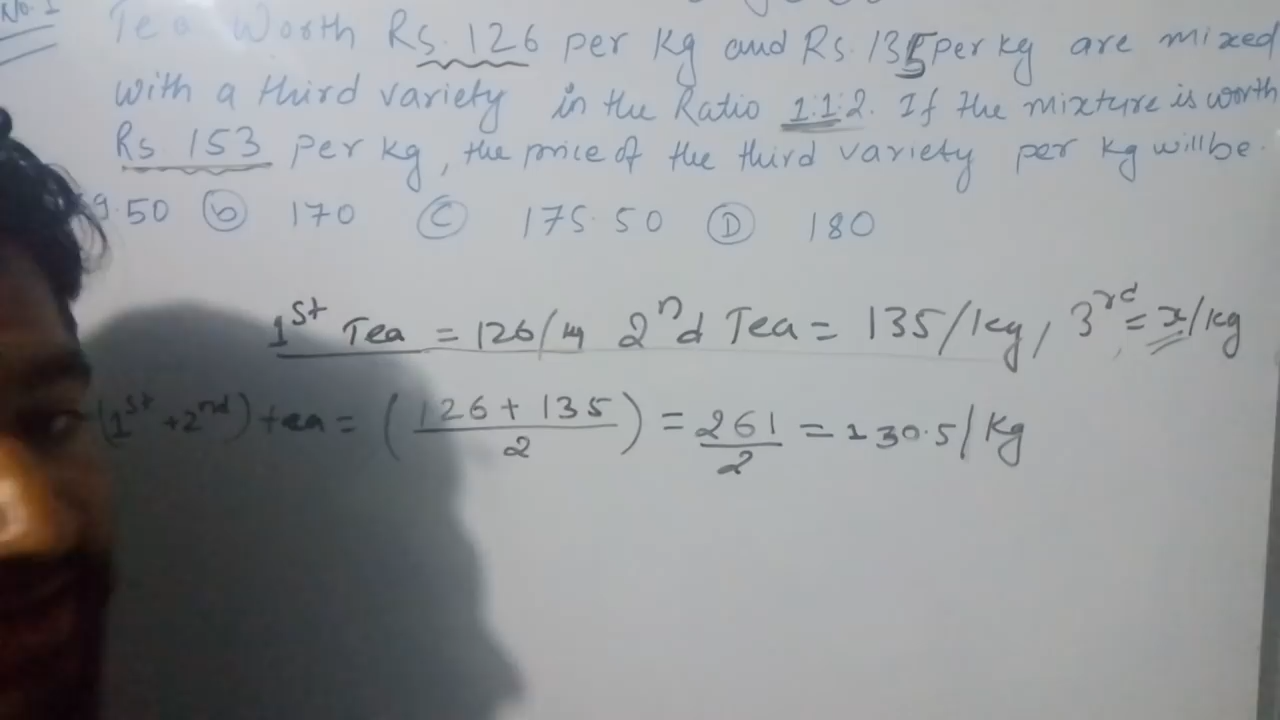 No. 1
Tea Worth Rs. 126 per Kg and Rs. 135 per kg are mixed
with a third variety in the Ratio 1:1:2. If the mixture is worth
Rs 153 per kg, the price of the third variety per kg will be.
9.50 (b) 170 (C) 175.50 (D) 180
1st Tea = 126/kg 2nd Tea = 135/kg, 3rd = x/kg
(1st + 2nd) tea = (126 + 135 / 2) = 261/2 = 130.5/Kg